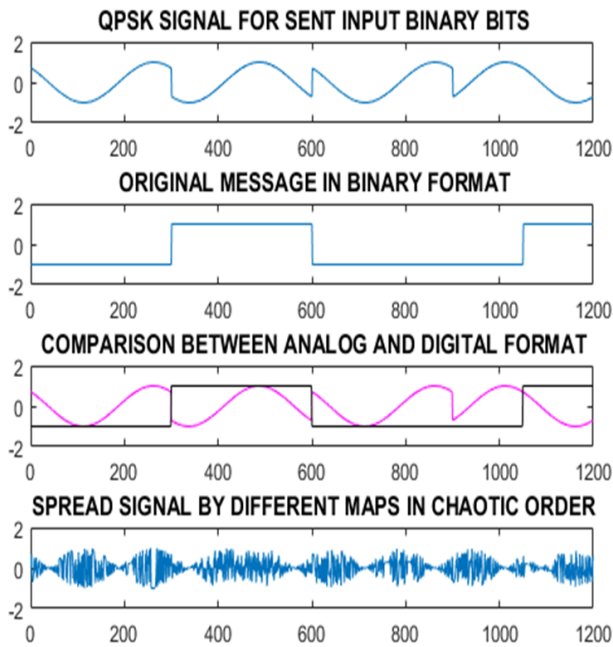 QPSK SIGNAL FOR SENT INPUT BINARY BITS
2
0
-2
0 200 400 600 800 1000 1200
ORIGINAL MESSAGE IN BINARY FORMAT
2
0
-2
0 200 400 600 800 1000 1200
COMPARISON BETWEEN ANALOG AND DIGITAL FORMAT
2
0
-2
0 200 400 600 800 1000 1200
SPREAD SIGNAL BY DIFFERENT MAPS IN CHAOTIC ORDER
2
0
-2
0 200 400 600 800 1000 1200